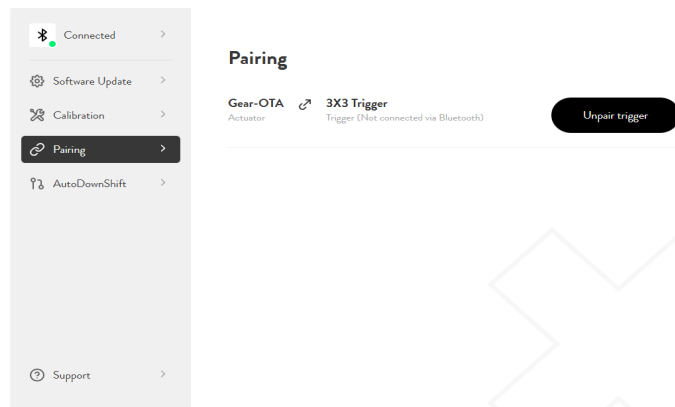 Connected
Software Update
Calibration
Pairing
AutoDownShift
Support
Pairing
Gear-OTA
Actuator
3X3 Trigger
Trigger (Not connected via Bluetooth)
Unpair trigger